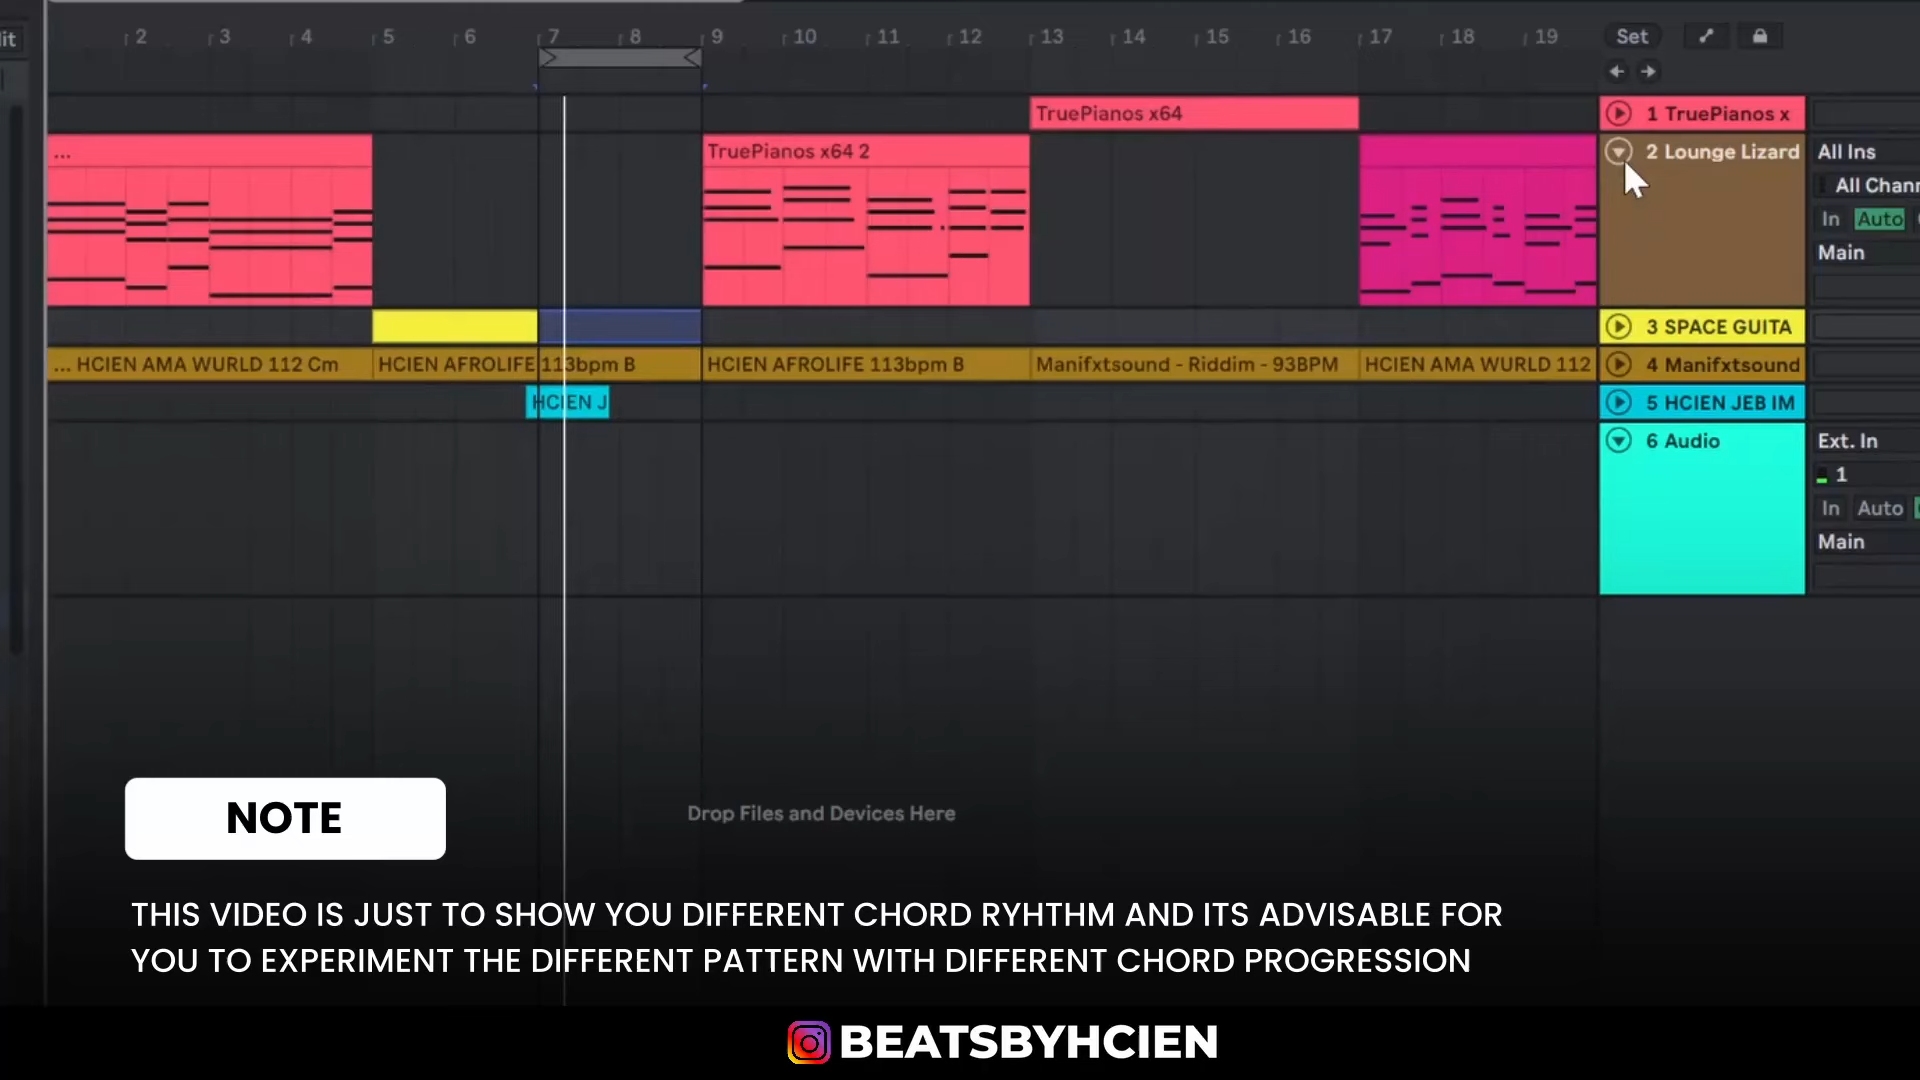 it
2 3 4 5 6 7 8 9 10 11 12 13 14 15 16 17 18 19 Set
TruePianos x64 1 TruePianos x
... TruePianos x64 2 2 Lounge Lizard All Ins
All Chann
In Auto
Main
3 SPACE GUITA
... HCIEN AMA WURLD 112 Cm HCIEN AFROLIFE 113bpm B HCIEN AFROLIFE 113bpm B Manifxtsound - Riddim - 93BPM HCIEN AMA WURLD 112 4 Manifxtsound
HCIEN J 5 HCIEN JEB IM
6 Audio Ext. In
1
In Auto
Main
Drop Files and Devices Here
NOTE
THIS VIDEO IS JUST TO SHOW YOU DIFFERENT CHORD RYHTHM AND ITS ADVISABLE FOR
YOU TO EXPERIMENT THE DIFFERENT PATTERN WITH DIFFERENT CHORD PROGRESSION
BEATSBYHCIEN